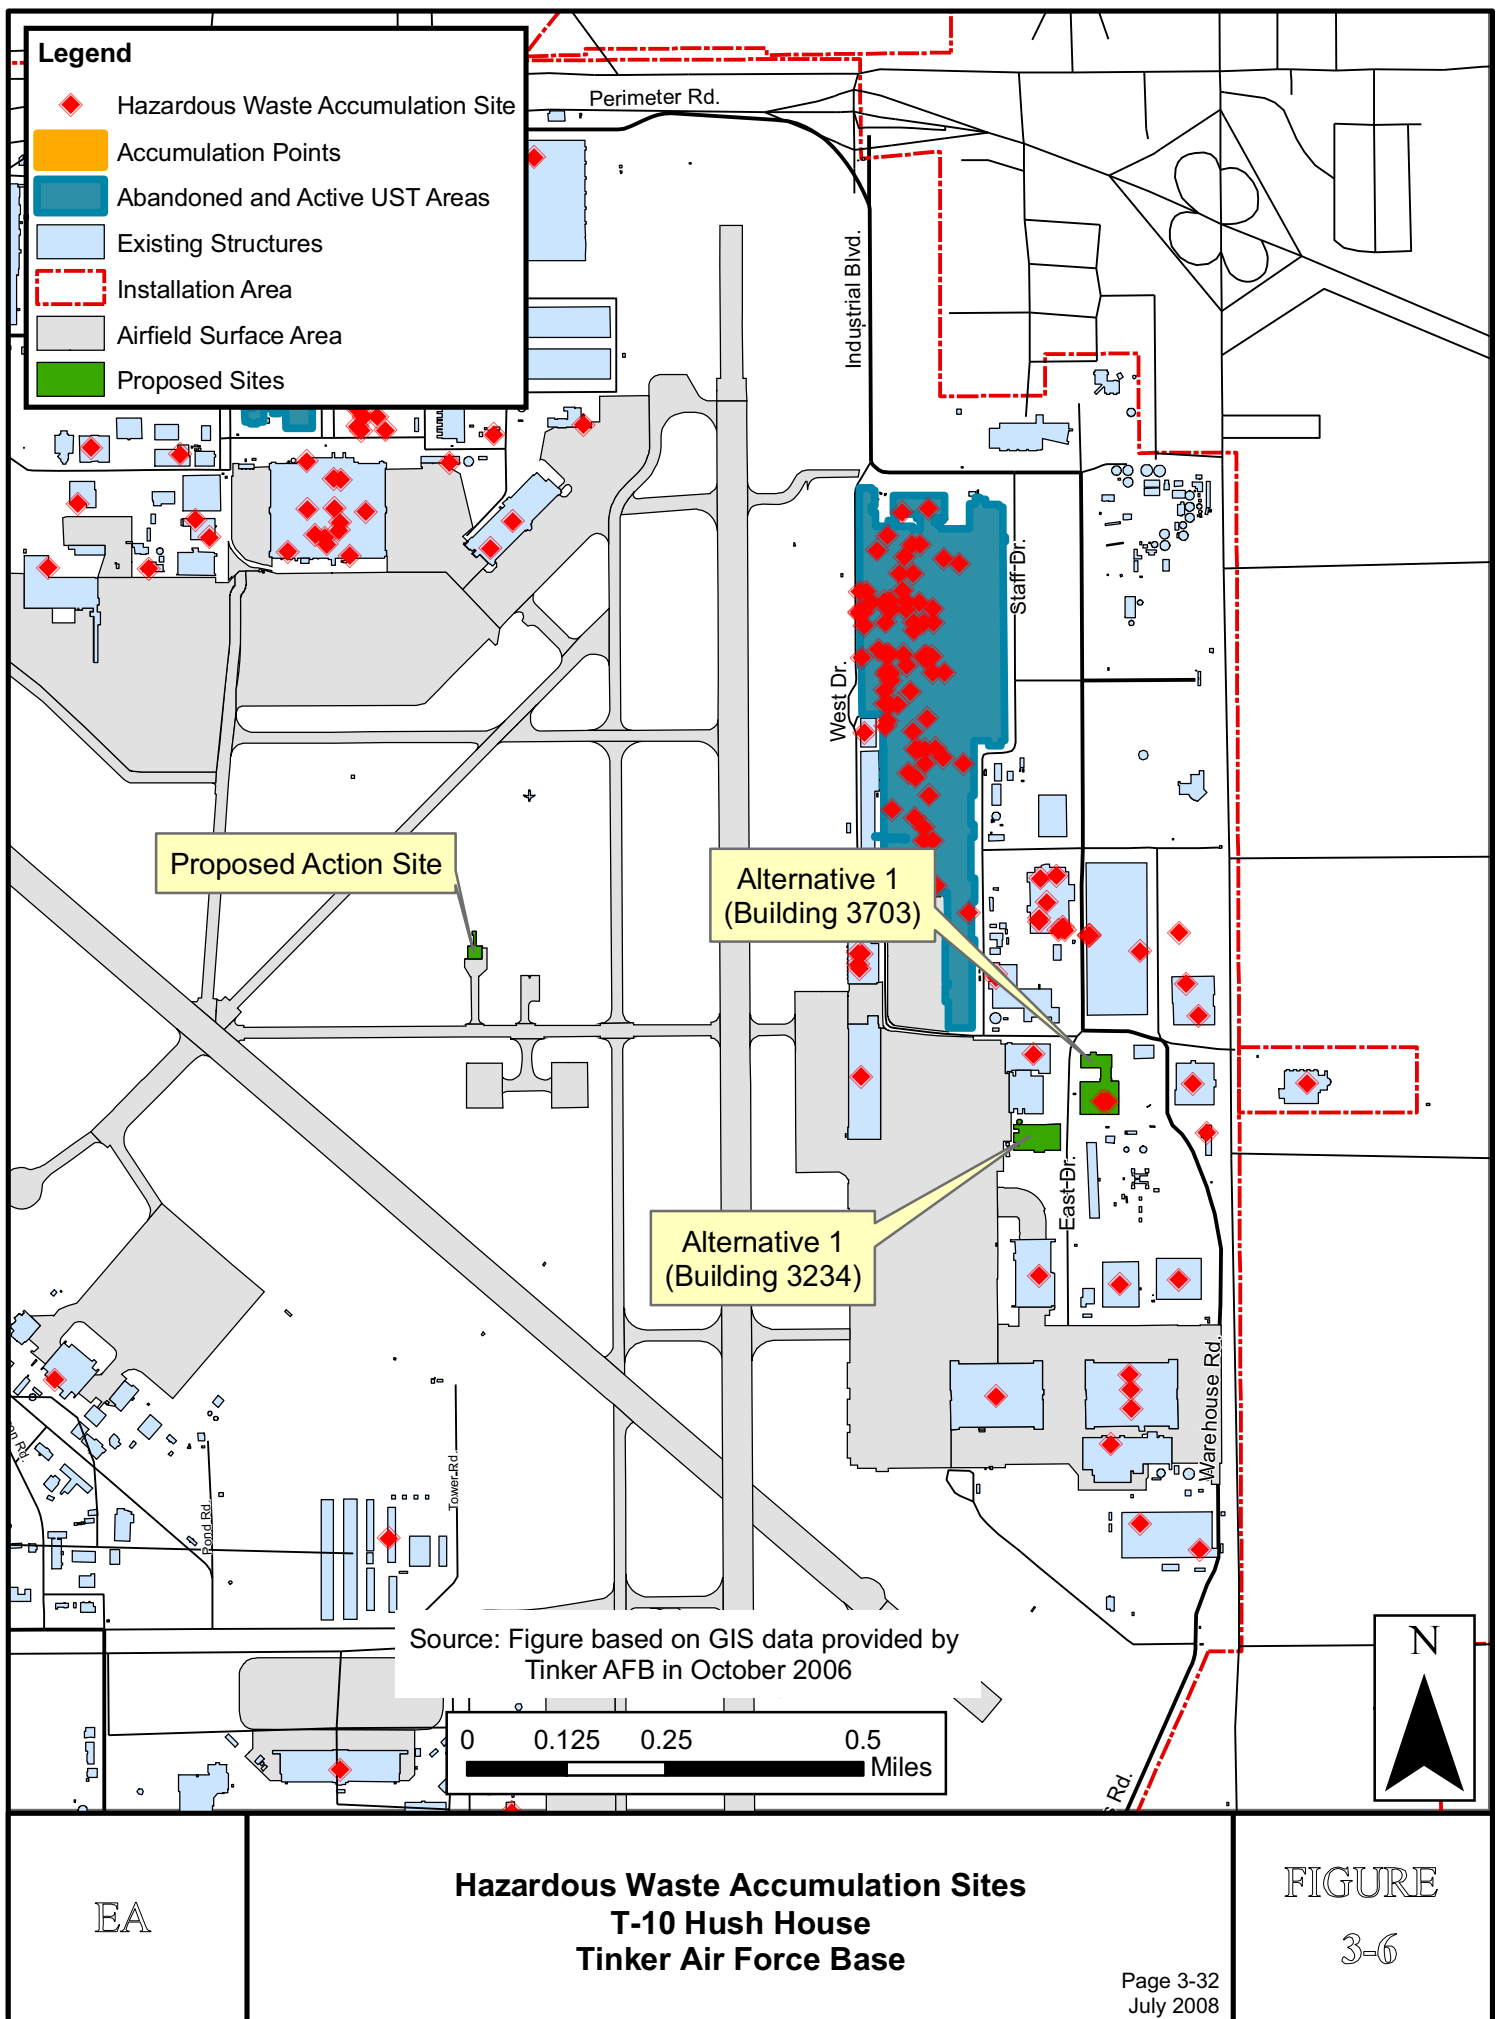 Legend
Hazardous Waste Accumulation Site
Accumulation Points
Abandoned and Active UST Areas
Existing Structures
Installation Area
Airfield Surface Area
Proposed Sites
Perimeter Rd.
Industrial Blvd.
Staff Dr.
West Dr.
Proposed Action Site
Alternative 1
(Building 3703)
East Dr.
Alternative 1
(Building 3234)
Warehouse Rd.
on Rd.
Pond Rd.
Tower Rd.
Source: Figure based on GIS data provided by
Tinker AFB in October 2006
0 0.125 0.25 0.5
Miles
s Rd.
N
EA
Hazardous Waste Accumulation Sites
T-10 Hush House
Tinker Air Force Base
Page 3-32
July 2008
FIGURE
3-6